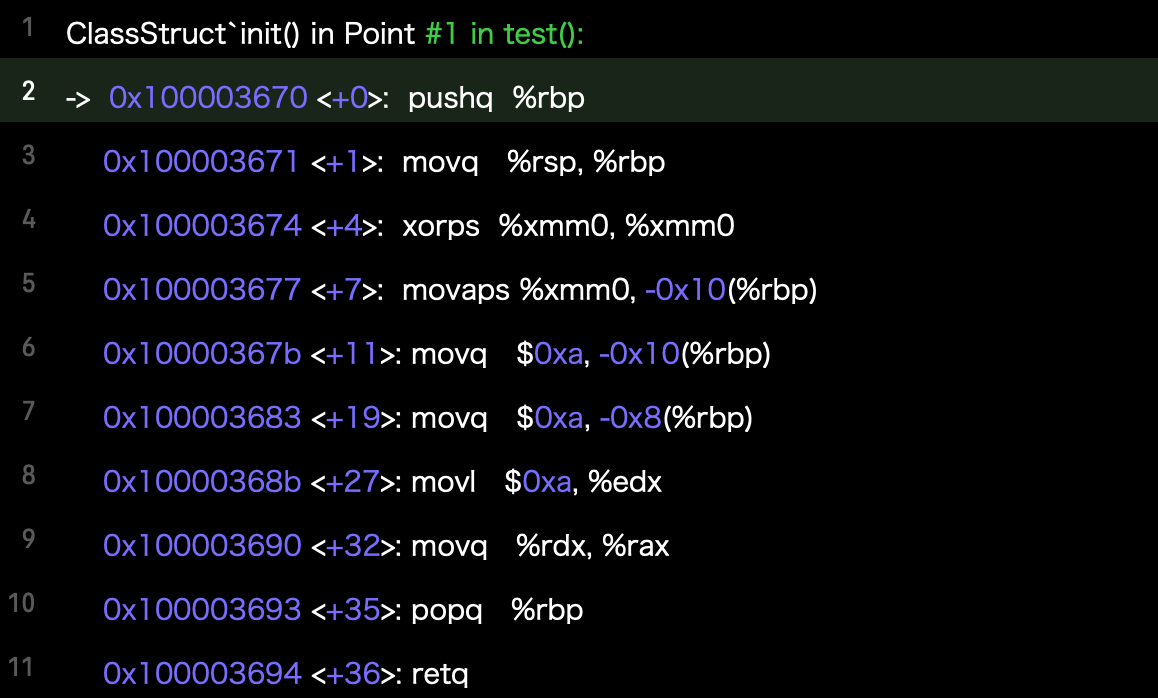 1 ClassStruct`init() in Point #1 in test():
2 -> 0x100003670 <+0>: pushq %rbp
3 0x100003671 <+1>: movq %rsp, %rbp
4 0x100003674 <+4>: xorps %xmm0, %xmm0
5 0x100003677 <+7>: movaps %xmm0, -0x10(%rbp)
6 0x10000367b <+11>: movq $0xa, -0x10(%rbp)
7 0x100003683 <+19>: movq $0xa, -0x8(%rbp)
8 0x10000368b <+27>: movl $0xa, %edx
9 0x100003690 <+32>: movq %rdx, %rax
10 0x100003693 <+35>: popq %rbp
11 0x100003694 <+36>: retq